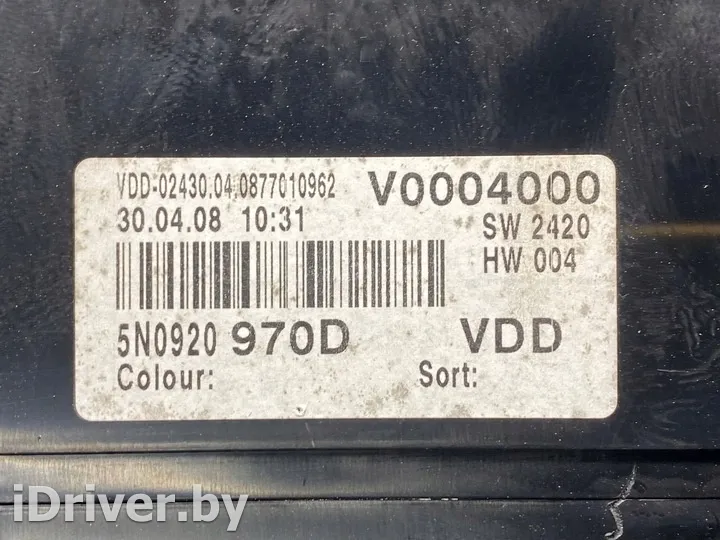 VDD-02430.04.0877010962 V0004000
30.04.08 10:31 SW 2420
HW 004
5N0920 970D VDD
Colour: Sort:
iDriver.by